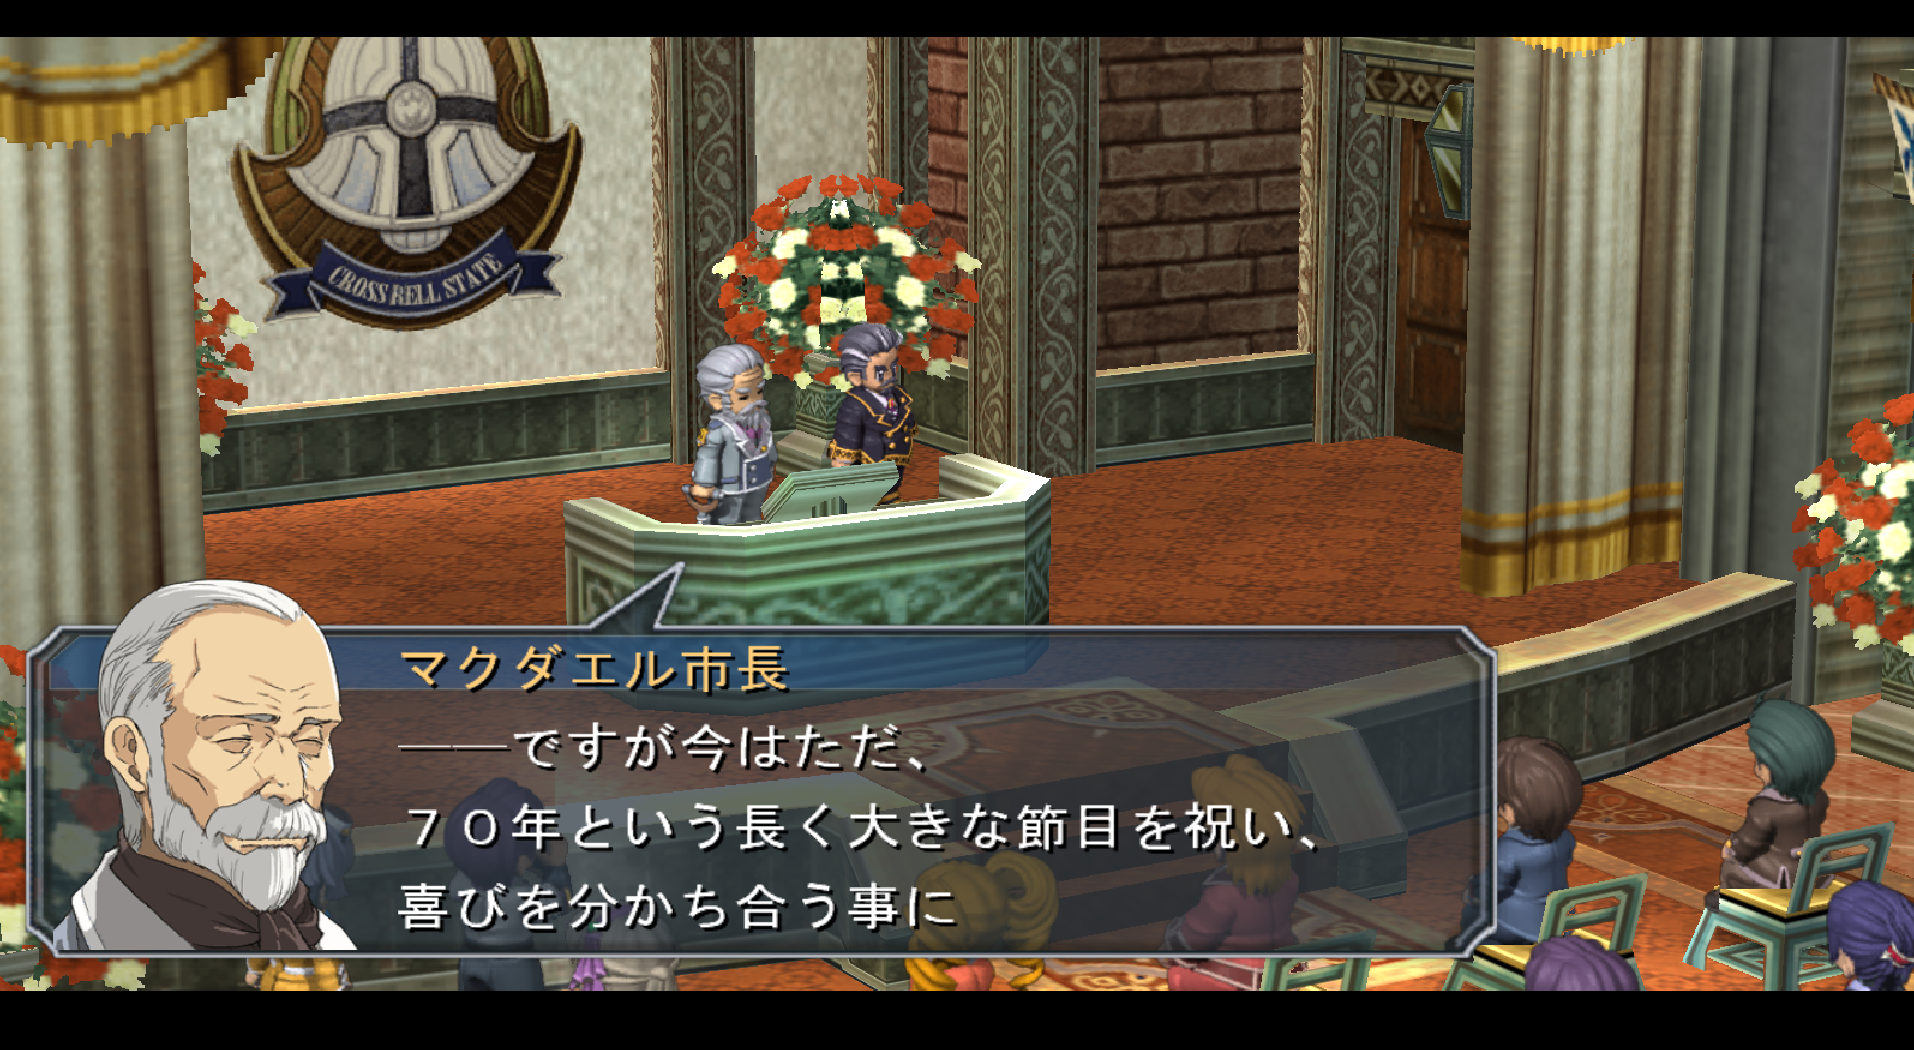 CROSSBELL STATE
マクダエル市長
――ですが今はただ、
７０年という長く大きな節目を祝い、
喜びを分かち合う事に